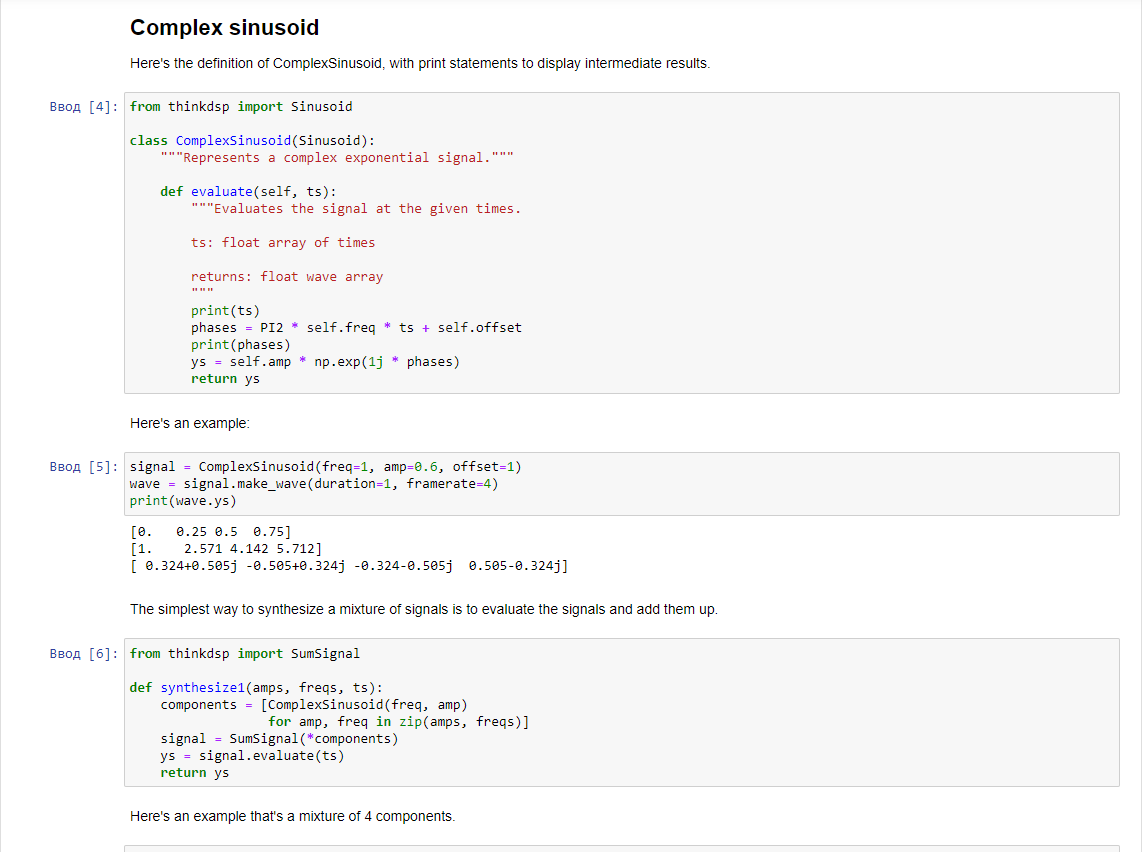 Complex sinusoid
Here's the definition of ComplexSinusoid, with print statements to display intermediate results.
Ввод [4]:
from thinkdsp import Sinusoid

class ComplexSinusoid(Sinusoid):
    """Represents a complex exponential signal."""

    def evaluate(self, ts):
        """Evaluates the signal at the given times.

        ts: float array of times

        returns: float wave array
        """
        print(ts)
        phases = PI2 * self.freq * ts + self.offset
        print(phases)
        ys = self.amp * np.exp(1j * phases)
        return ys
Here's an example:
Ввод [5]:
signal = ComplexSinusoid(freq=1, amp=0.6, offset=1)
wave = signal.make_wave(duration=1, framerate=4)
print(wave.ys)
[0.   0.25 0.5  0.75]
[1.    2.571 4.142 5.712]
[ 0.324+0.505j -0.505+0.324j -0.324-0.505j  0.505-0.324j]
The simplest way to synthesize a mixture of signals is to evaluate the signals and add them up.
Ввод [6]:
from thinkdsp import SumSignal

def synthesize1(amps, freqs, ts):
    components = [ComplexSinusoid(freq, amp)
                  for amp, freq in zip(amps, freqs)]
    signal = SumSignal(*components)
    ys = signal.evaluate(ts)
    return ys
Here's an example that's a mixture of 4 components.